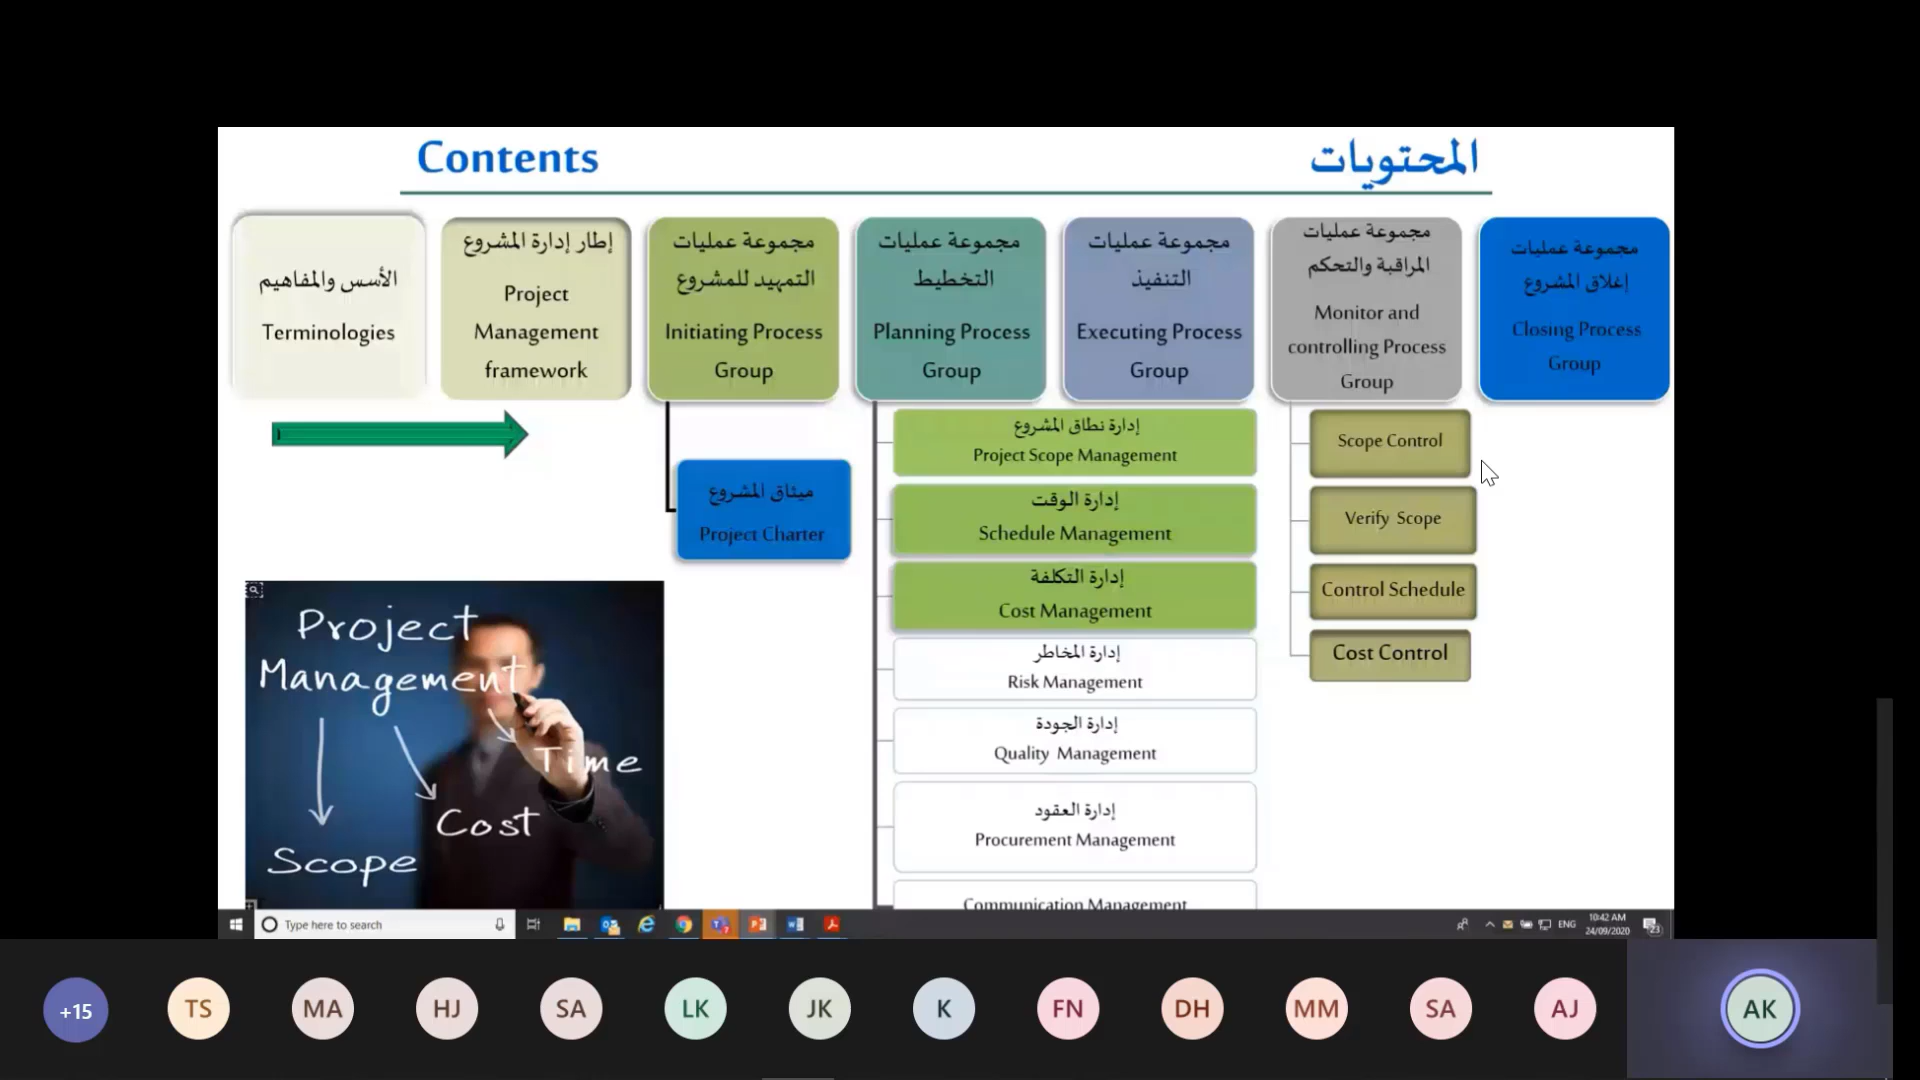 Contents
المحتويات
الأسس والمفاهيم
Terminologies
إطار إدارة المشروع
Project
Management
framework
مجموعة عمليات
التمهيد للمشروع
Initiating Process
Group
مجموعة عمليات
التخطيط
Planning Process
Group
مجموعة عمليات
التنفيذ
Executing Process
Group
مجموعة عمليات
المراقبة والتحكم
Monitor and
controlling Process
Group
مجموعة عمليات
إغلاق المشروع
Closing Process
Group
ميثاق المشروع
Project Charter
إدارة نطاق المشروع
Project Scope Management
إدارة الوقت
Schedule Management
إدارة التكلفة
Cost Management
إدارة المخاطر
Risk Management
إدارة الجودة
Quality Management
إدارة العقود
Procurement Management
Communication Management
Scope Control
Verify Scope
Control Schedule
Cost Control
Project
Management
Time
Cost
Scope
Type here to search
ENG
10:42 AM
24/09/2020
23
+15
TS
MA
HJ
SA
LK
JK
K
FN
DH
MM
SA
AJ
AK